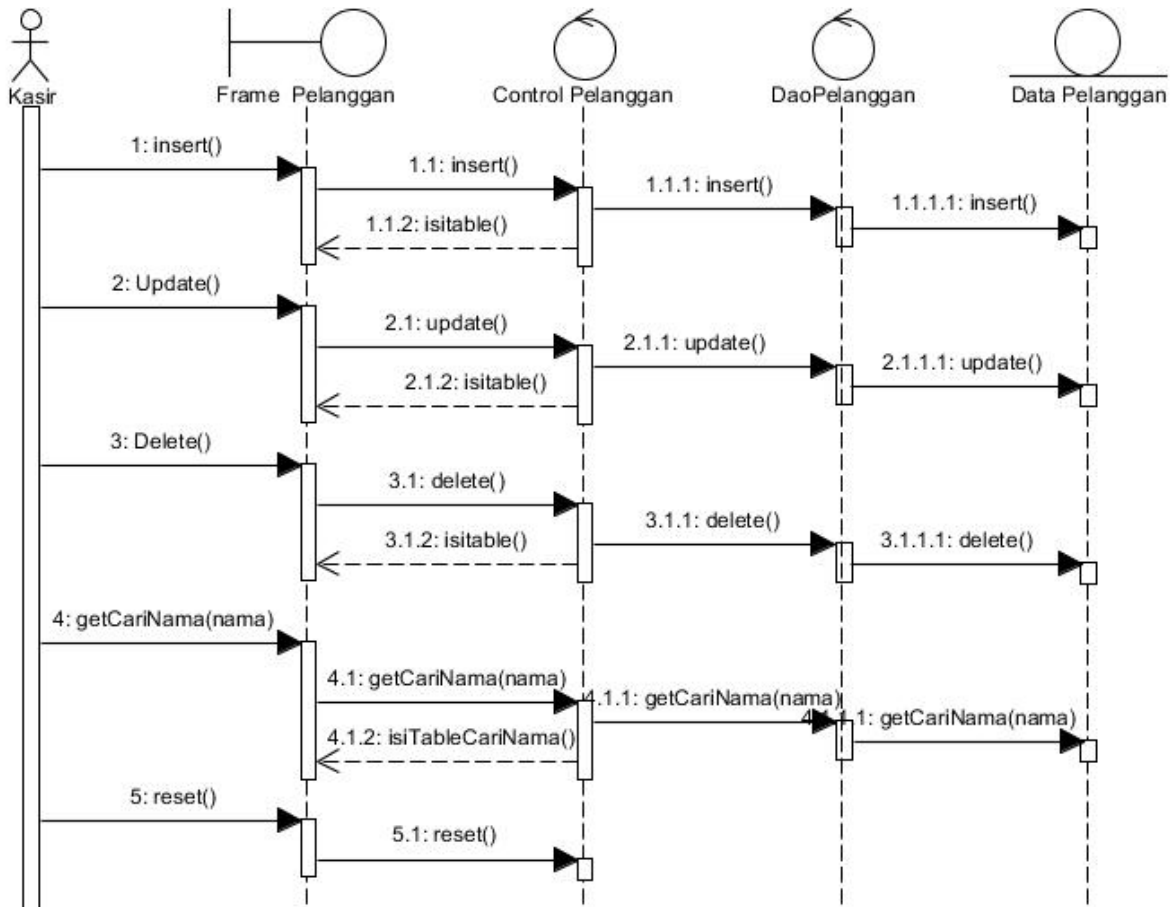 Kasir
Frame Pelanggan
Control Pelanggan
DaoPelanggan
Data Pelanggan
1: insert()
1.1: insert()
1.1.1: insert()
1.1.1.1: insert()
1.1.2: isitable()
2: Update()
2.1: update()
2.1.1: update()
2.1.1.1: update()
2.1.2: isitable()
3: Delete()
3.1: delete()
3.1.1: delete()
3.1.1.1: delete()
3.1.2: isitable()
4: getCariNama(nama)
4.1: getCariNama(nama)
4.1.1: getCariNama(nama)
4.1.1.1: getCariNama(nama)
4.1.2: isiTableCariNama()
5: reset()
5.1: reset()